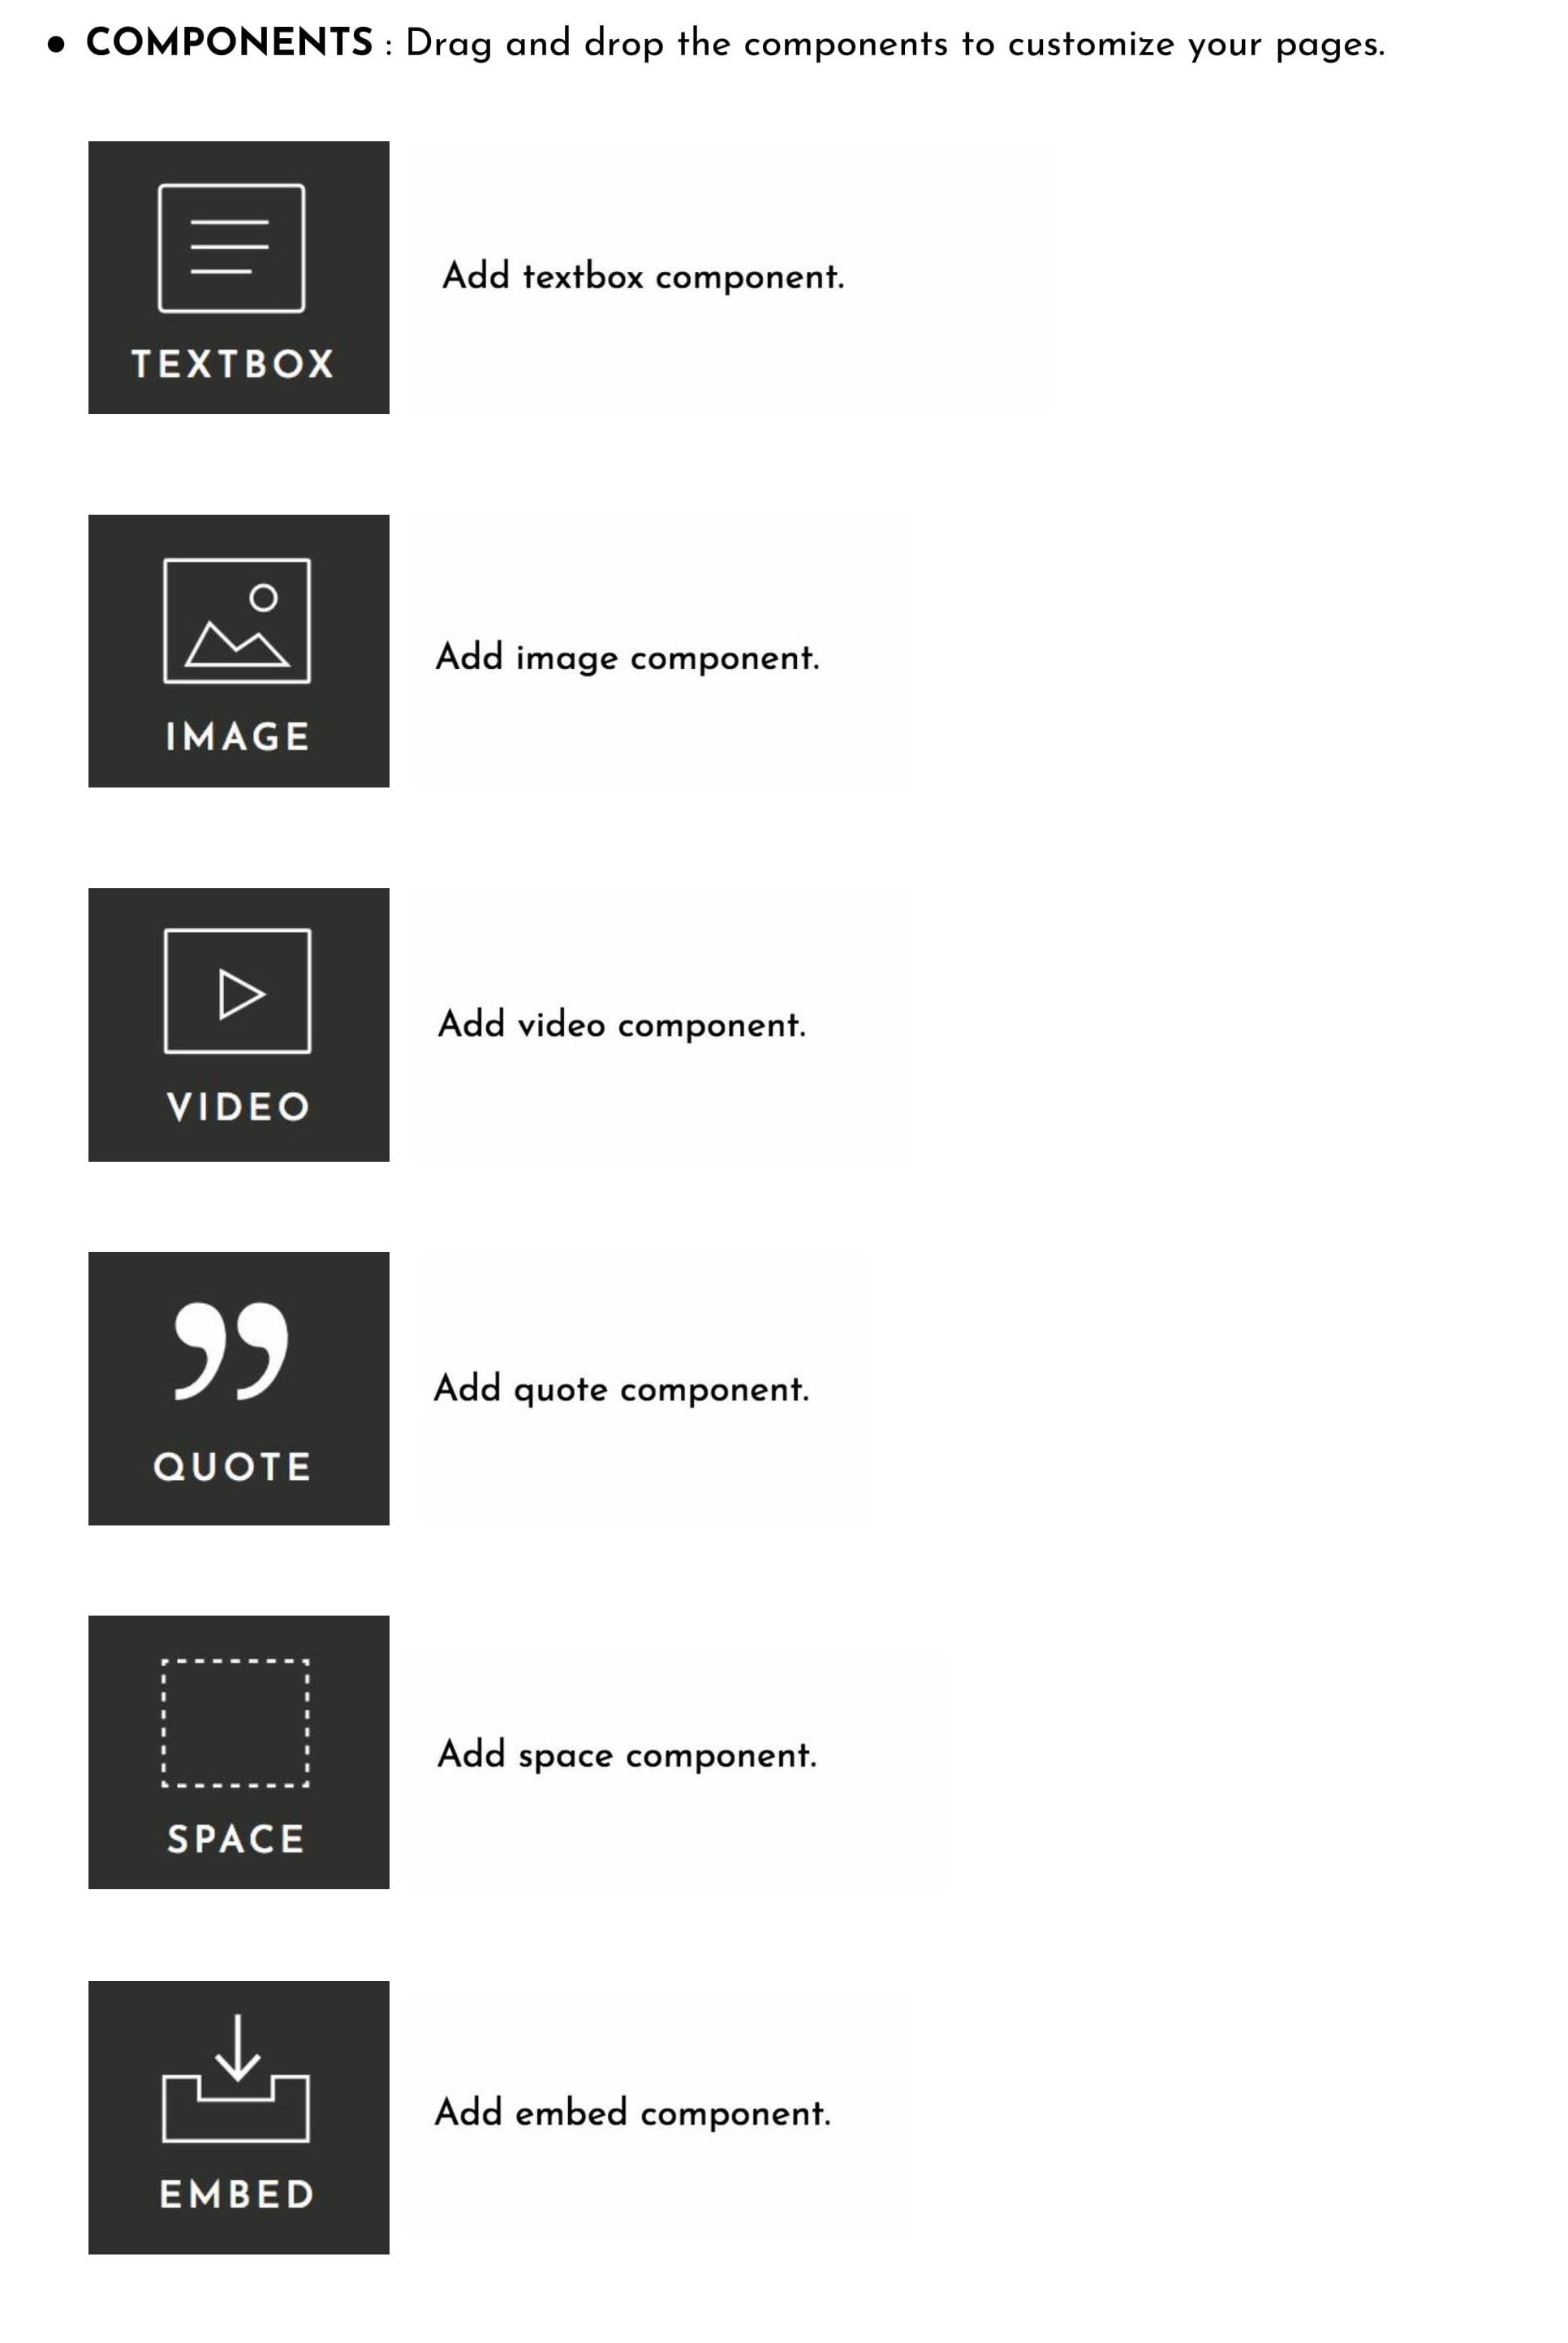 • COMPONENTS : Drag and drop the components to customize your pages.
TEXTBOX
Add textbox component.
IMAGE
Add image component.
VIDEO
Add video component.
QUOTE
Add quote component.
SPACE
Add space component.
EMBED
Add embed component.